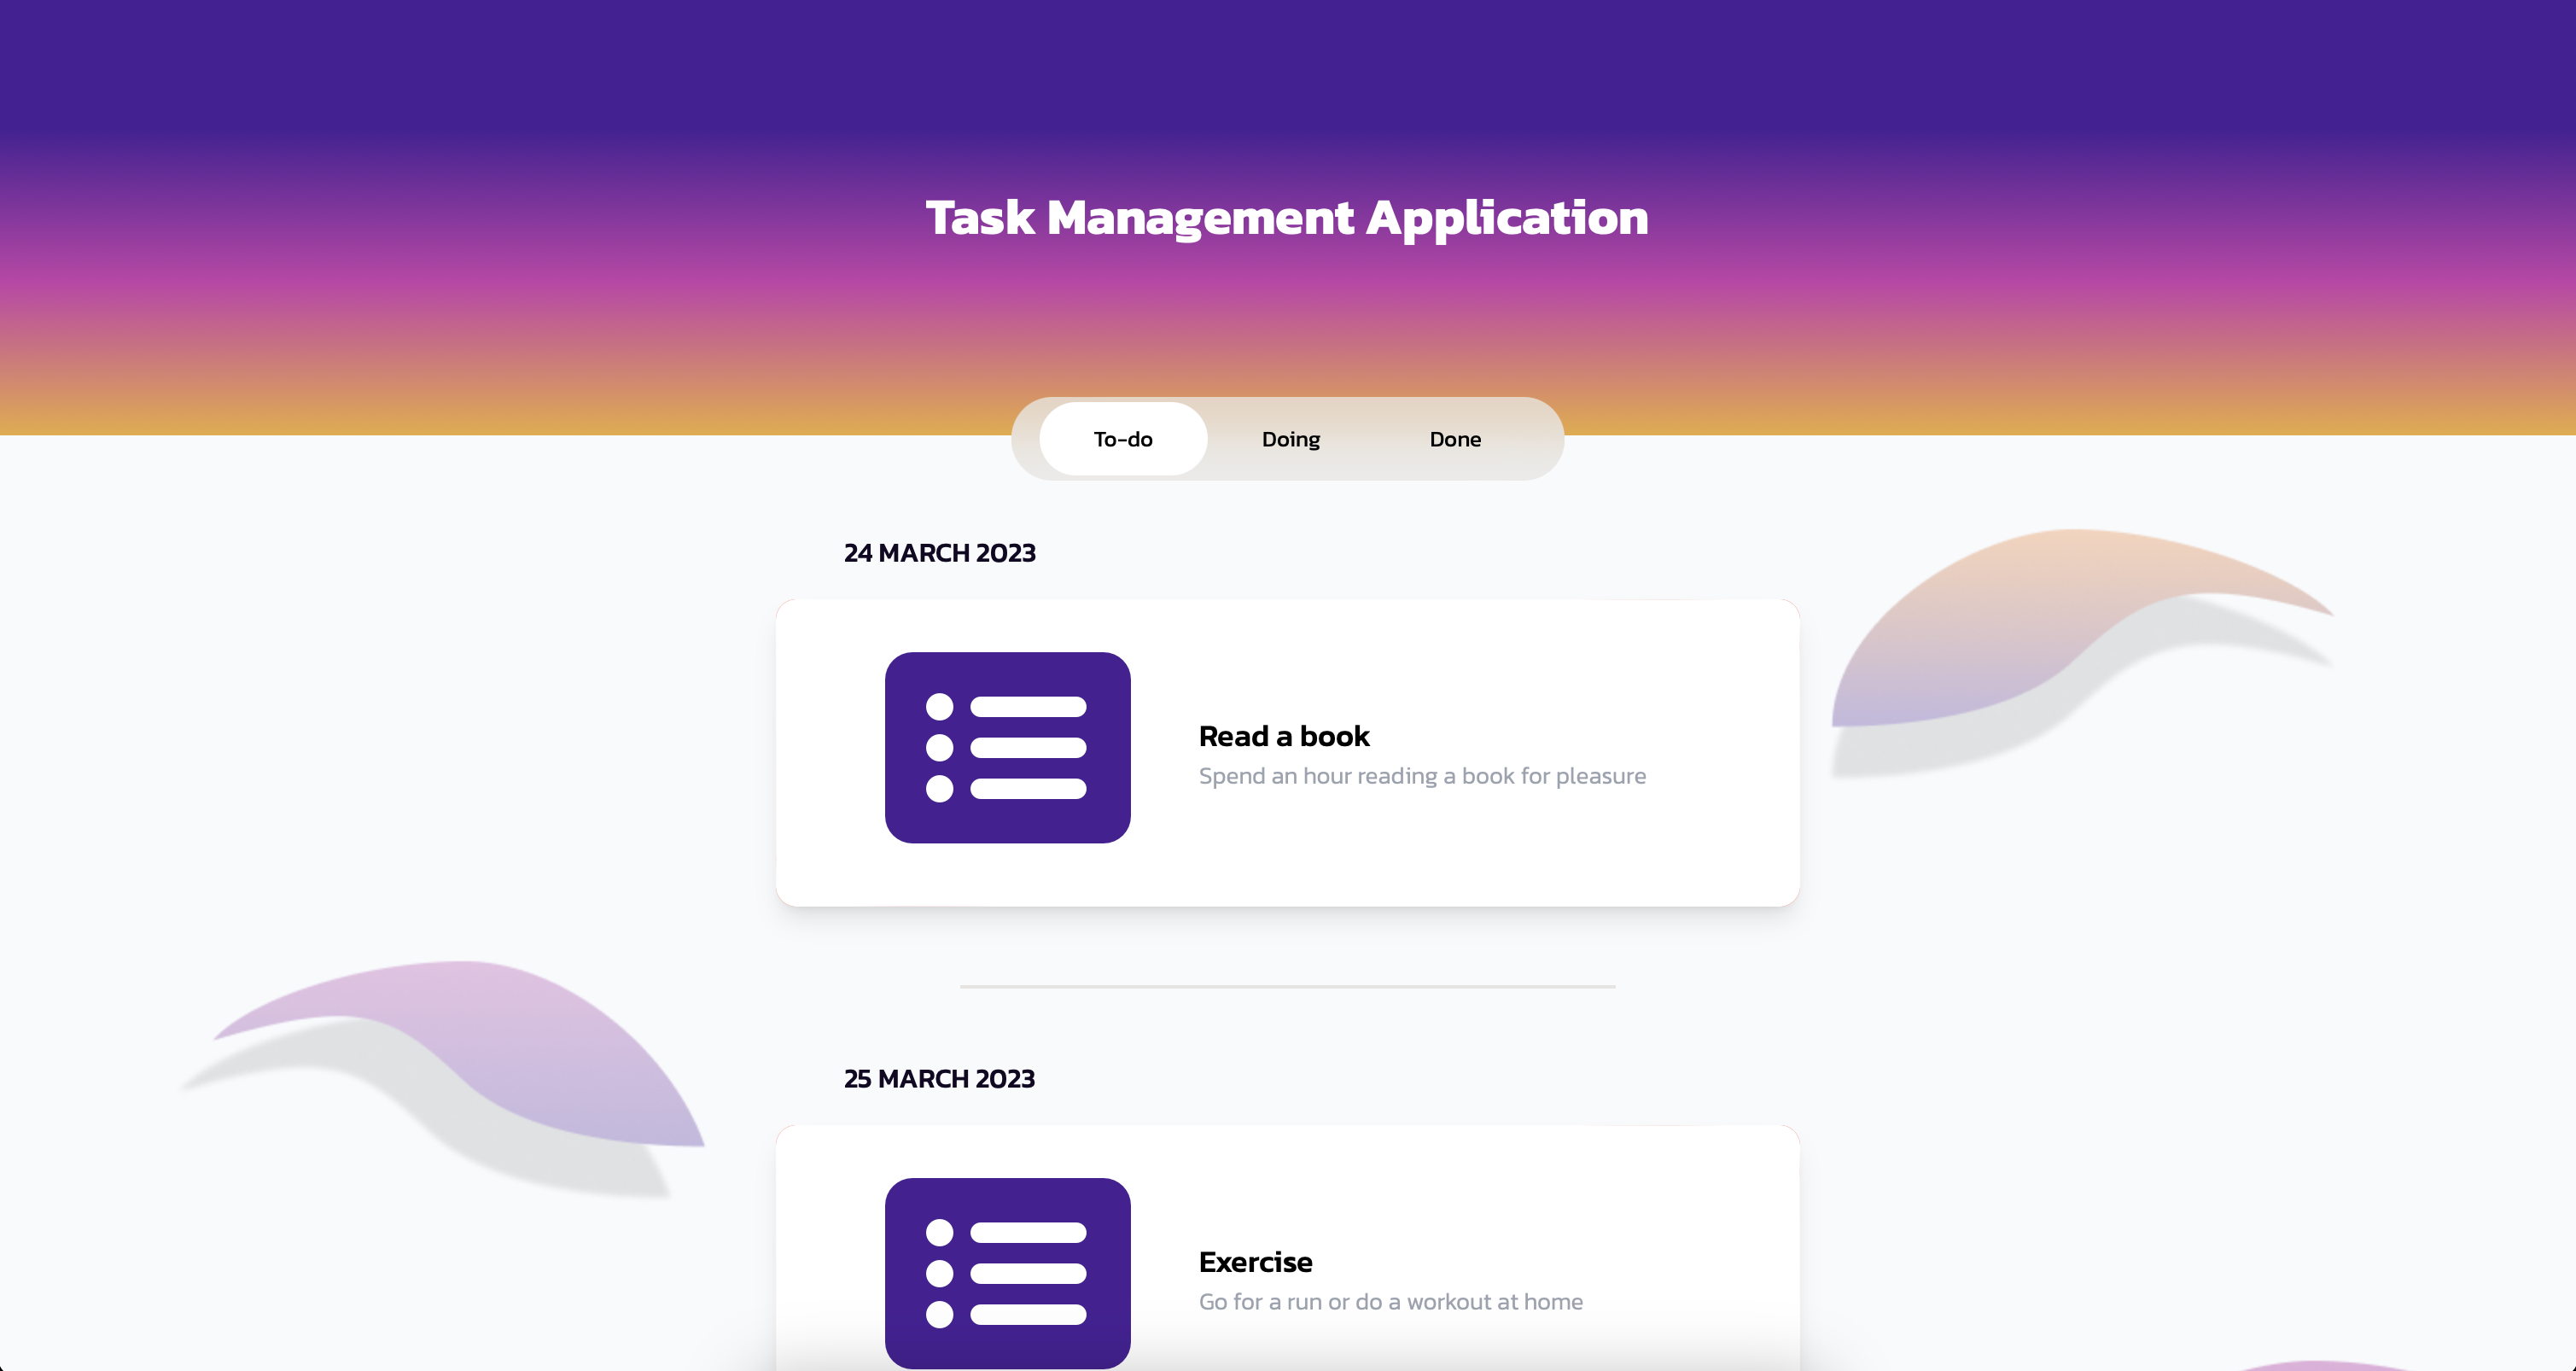 Task Management Application
To-do
Doing
Done
24 MARCH 2023
Read a book
Spend an hour reading a book for pleasure
25 MARCH 2023
Exercise
Go for a run or do a workout at home